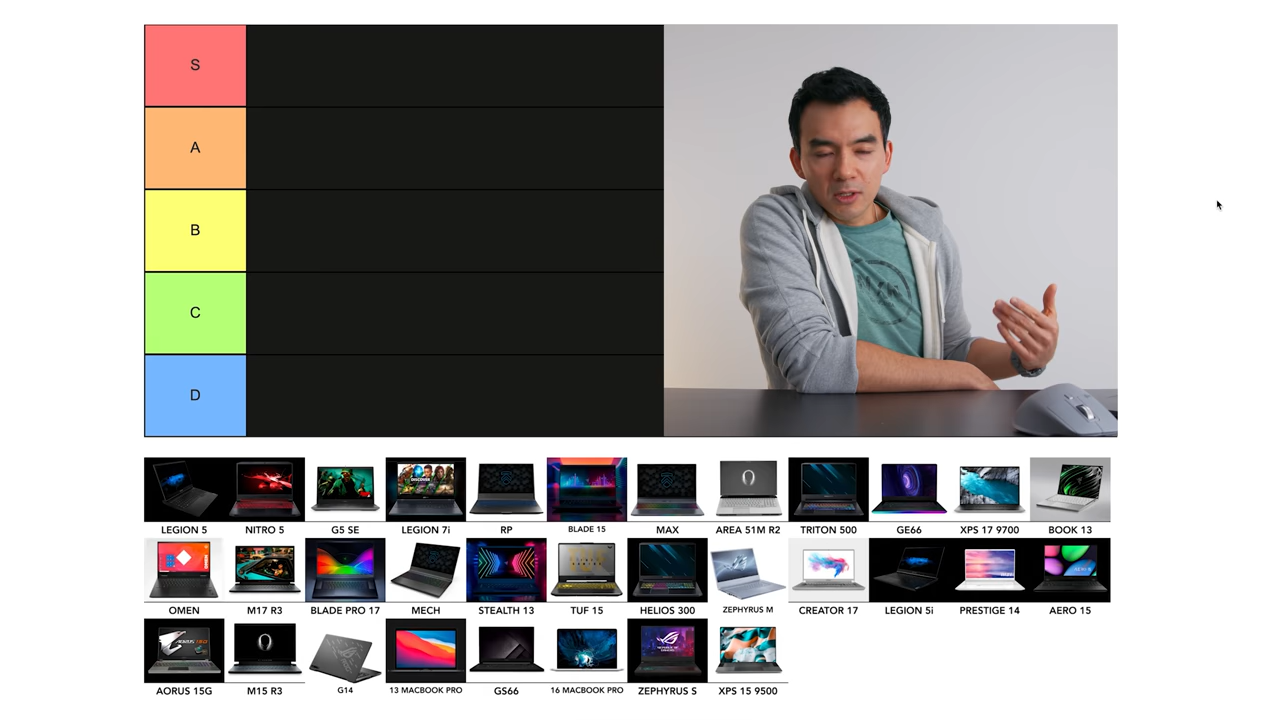 S
A
B
C
D
LEGION 5 NITRO 5 G5 SE LEGION 7i RP BLADE 15 MAX AREA 51M R2 TRITON 500 GE66 XPS 17 9700 BOOK 13
OMEN M17 R3 BLADE PRO 17 MECH STEALTH 13 TUF 15 HELIOS 300 ZEPHYRUS M CREATOR 17 LEGION 5i PRESTIGE 14 AERO 15
AORUS 15G M15 R3 G14 13 MACBOOK PRO GS66 16 MACBOOK PRO ZEPHYRUS S XPS 15 9500